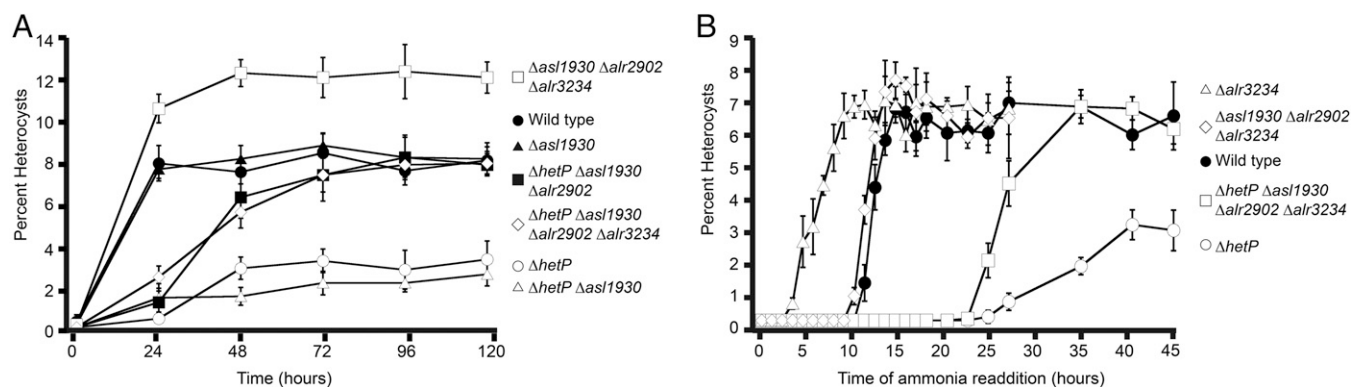 A
Percent Heterocysts
14
12
10
8
6
4
2
0
0
24
48
72
96
120
Time (hours)
Δasl1930 Δalr2902
Δalr3234
Wild type
Δasl1930
ΔhetP Δasl1930
Δalr2902
ΔhetP Δasl1930
Δalr2902 Δalr3234
ΔhetP
ΔhetP Δasl1930
B
Percent Heterocysts
9
8
7
6
5
4
3
2
1
0
0
5
10
15
20
25
30
35
40
45
Time of ammonia readdition (hours)
Δalr3234
Δasl1930 Δalr2902
Δalr3234
Wild type
ΔhetP Δasl1930
Δalr2902 Δalr3234
ΔhetP